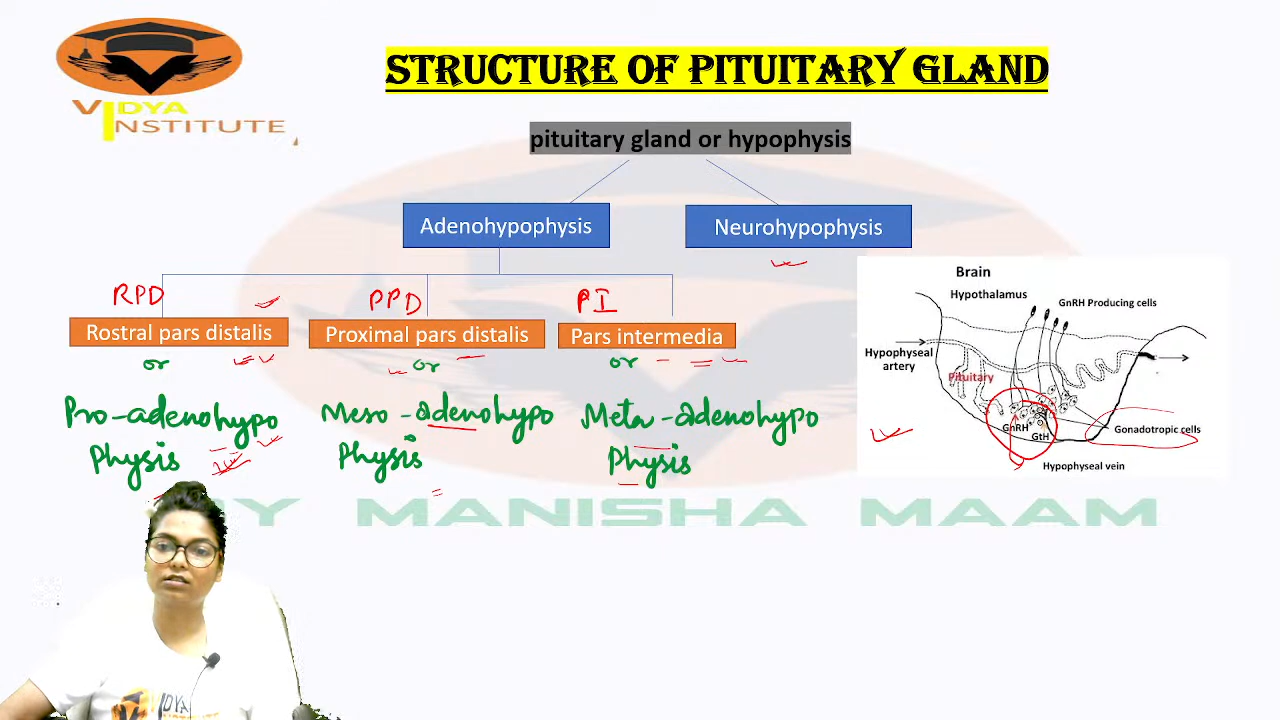 VIDYA
INSTITUTE
STRUCTURE OF PITUITARY GLAND
pituitary gland or hypophysis
Adenohypophysis
Neurohypophysis
RPD
PPD
PI
Rostral pars distalis
Proximal pars distalis
Pars intermedia
or
or
or
Pro-adenohypo
Physis
Meso-adenohypo
Physis
Meta-adenohypo
Physis
Brain
Hypothalamus
GnRH Producing cells
Hypophyseal
artery
Pituitary
GnRH
GtH
Gonadotropic cells
Hypophyseal vein
BY MANISHA MAAM